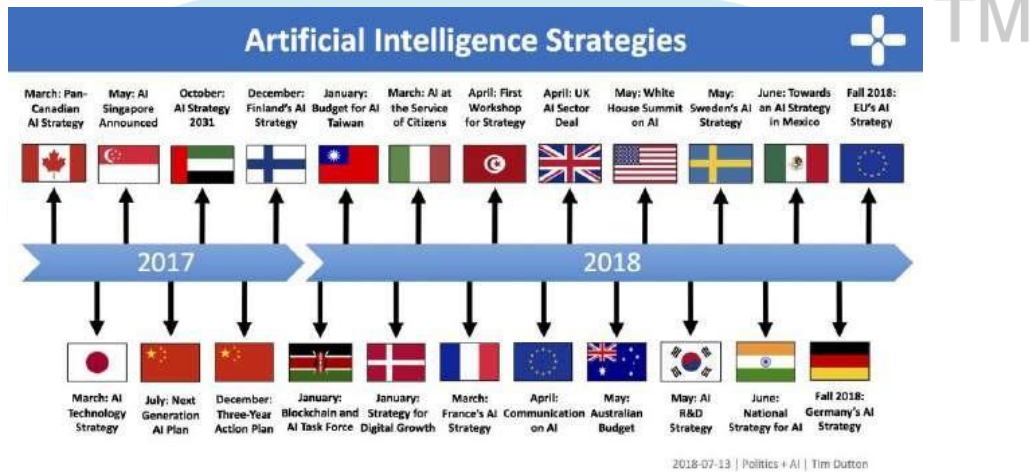 TM
Artificial Intelligence Strategies
March: Pan-
Canadian
AI Strategy
May: AI
Singapore
Announced
October:
AI Strategy
2031
December:
Finland's AI
Strategy
January:
Budget for AI
Taiwan
March: AI at
the Service
of Citizens
April: First
Workshop
for Strategy
April: UK
AI Sector
Deal
May: White
House Summit
on AI
May:
Sweden's AI
Strategy
June: Towards
an AI Strategy
in Mexico
Fall 2018:
EU's AI
Strategy
2017
2018
March: AI
Technology
Strategy
July: Next
Generation
AI Plan
December:
Three-Year
Action Plan
January:
Blockchain and
AI Task Force
January:
Strategy for
Digital Growth
March:
France's AI
Strategy
April:
Communication
on AI
May:
Australian
Budget
May: AI
R&D
Strategy
June:
National
Strategy for AI
Fall 2018:
Germany's AI
Strategy
2018-07-13 | Politics + AI | Tim Dutton